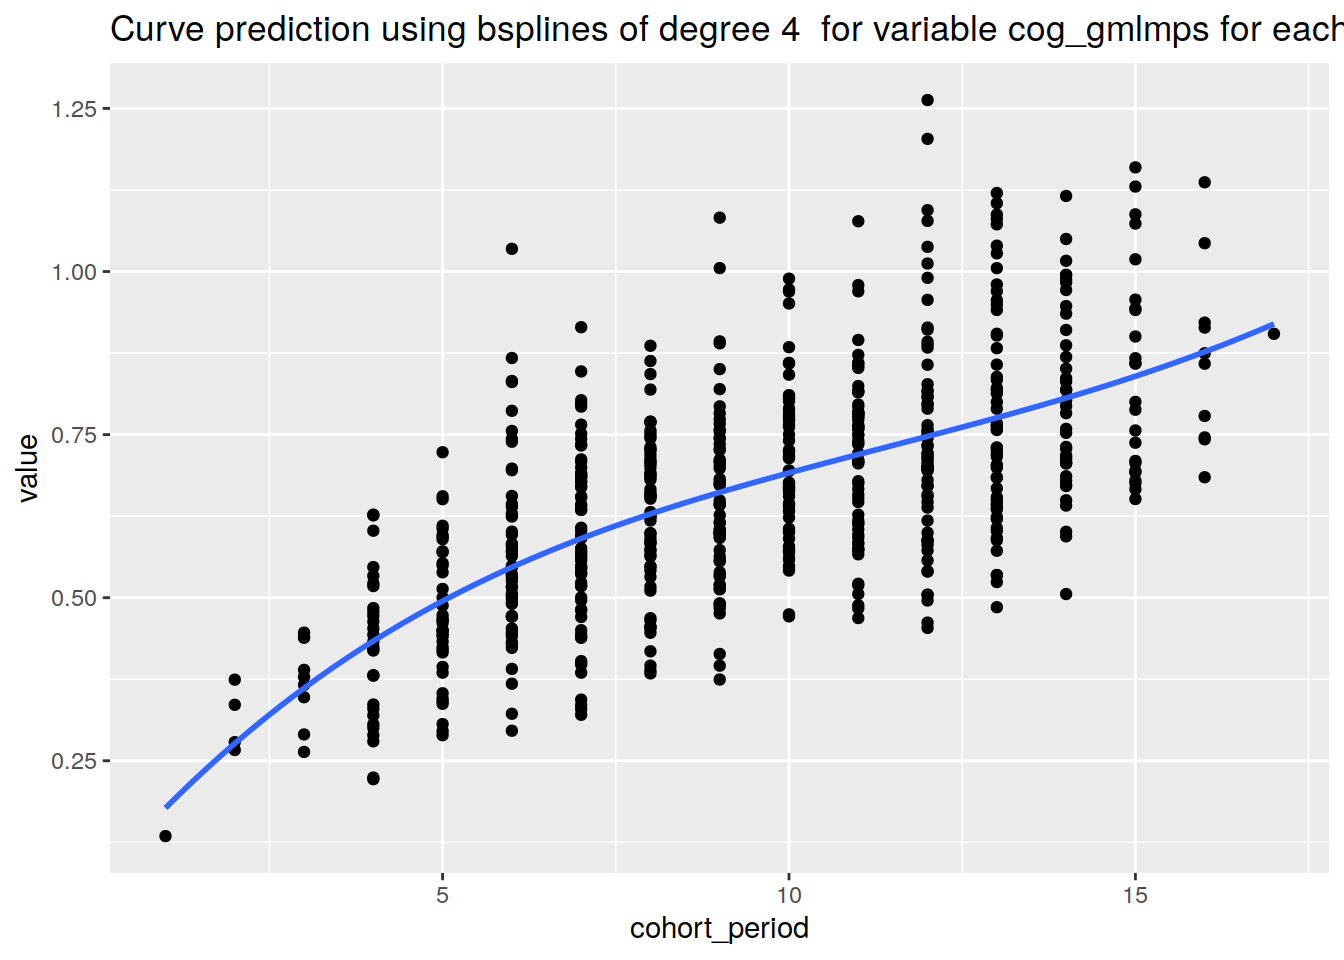 Curve prediction using bsplines of degree 4  for variable cog_gmlmps for each
1.25
1.00
0.75
0.50
0.25
value
5
10
15
cohort_period